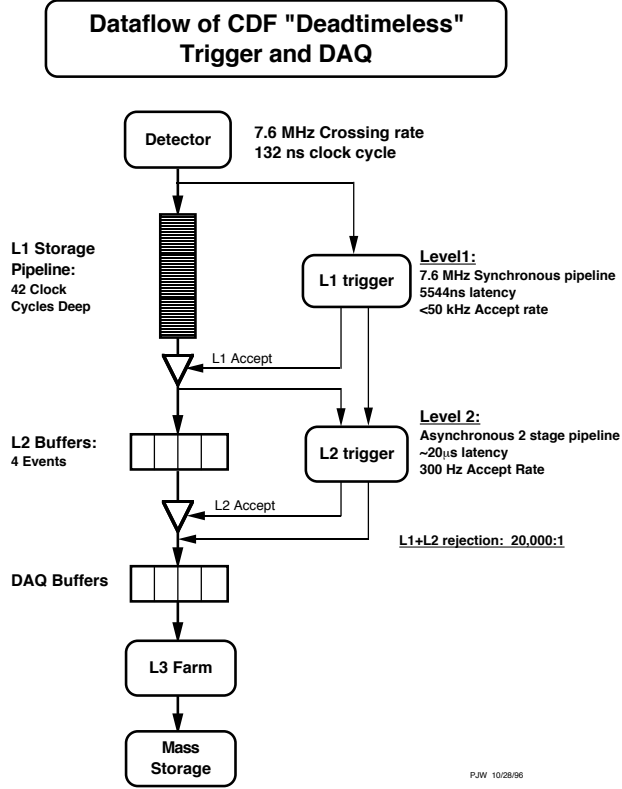 Dataflow of CDF "Deadtimeless"
Trigger and DAQ
Detector
7.6 MHz Crossing rate
132 ns clock cycle
L1 Storage
Pipeline:
42 Clock
Cycles Deep
L1 trigger
Level1:
7.6 MHz Synchronous pipeline
5544ns latency
<50 kHz Accept rate
L1 Accept
L2 Buffers:
4 Events
L2 trigger
Level 2:
Asynchronous 2 stage pipeline
~20µs latency
300 Hz Accept Rate
L2 Accept
L1+L2 rejection: 20,000:1
DAQ Buffers
L3 Farm
Mass
Storage
PJW 10/28/96